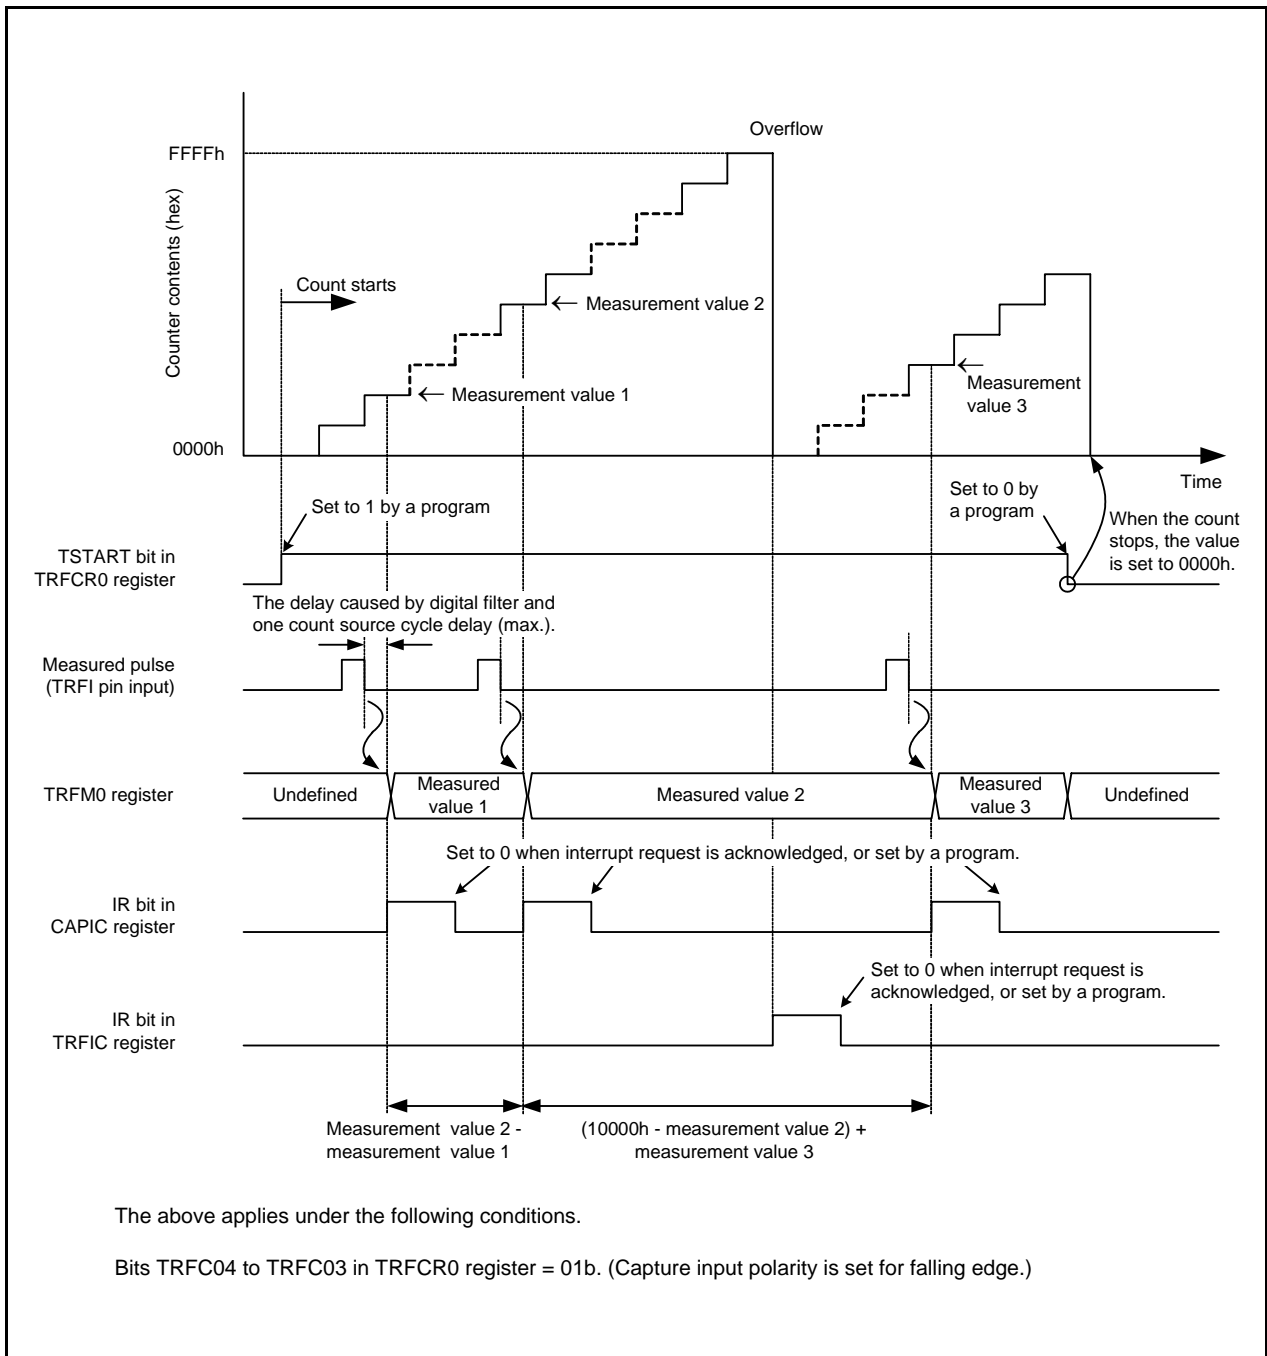 Overflow
FFFFh
Counter contents (hex)
Count starts
Measurement value 2
Measurement value 1
Measurement
value 3
0000h
Time
Set to 1 by a program
Set to 0 by
a program
When the count
stops, the value
is set to 0000h.
TSTART bit in
TRFCR0 register
The delay caused by digital filter and
one count source cycle delay (max.).
Measured pulse
(TRFI pin input)
TRFM0 register
Undefined
Measured
value 1
Measured value 2
Measured
value 3
Undefined
Set to 0 when interrupt request is acknowledged, or set by a program.
IR bit in
CAPIC register
Set to 0 when interrupt request is
acknowledged, or set by a program.
IR bit in
TRFIC register
Measurement value 2 -
measurement value 1
(10000h - measurement value 2) +
measurement value 3
The above applies under the following conditions.
Bits TRFC04 to TRFC03 in TRFCR0 register = 01b. (Capture input polarity is set for falling edge.)